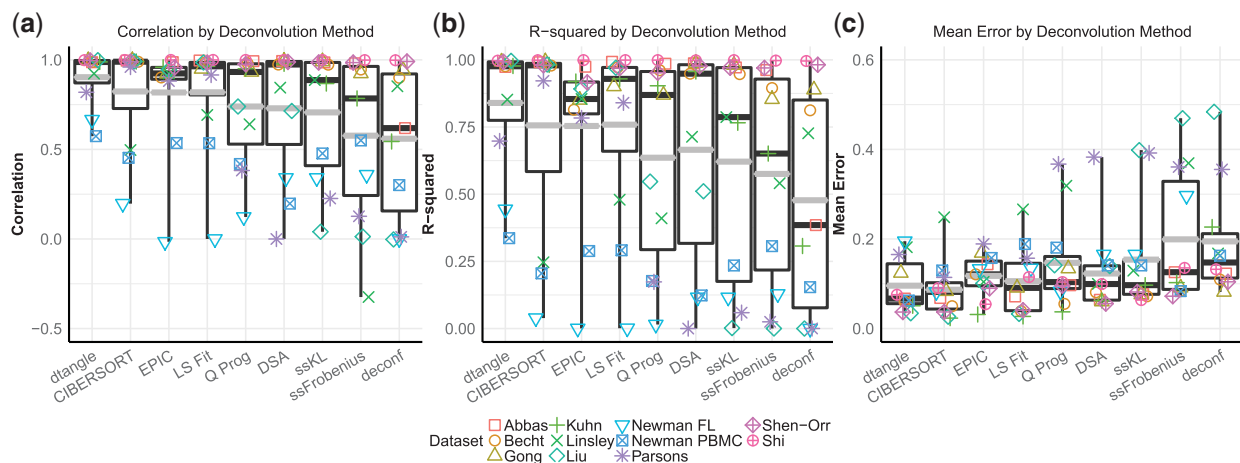 (a) Correlation by Deconvolution Method
Correlation
1.0
0.5
0.0
−0.5
dtangle
CIBERSORT
EPIC
LS Fit
Q Prog
DSA
ssKL
ssFrobenius
deconf
(b) R−squared by Deconvolution Method
R−squared
1.00
0.75
0.50
0.25
0.00
dtangle
CIBERSORT
EPIC
LS Fit
Q Prog
DSA
ssKL
ssFrobenius
deconf
(c) Mean Error by Deconvolution Method
Mean Error
0.6
0.4
0.2
0.0
dtangle
CIBERSORT
EPIC
LS Fit
Q Prog
DSA
ssKL
ssFrobenius
deconf
Dataset
Abbas
Becht
Gong
Kuhn
Linsley
Liu
Newman FL
Newman PBMC
Parsons
Shen−Orr
Shi